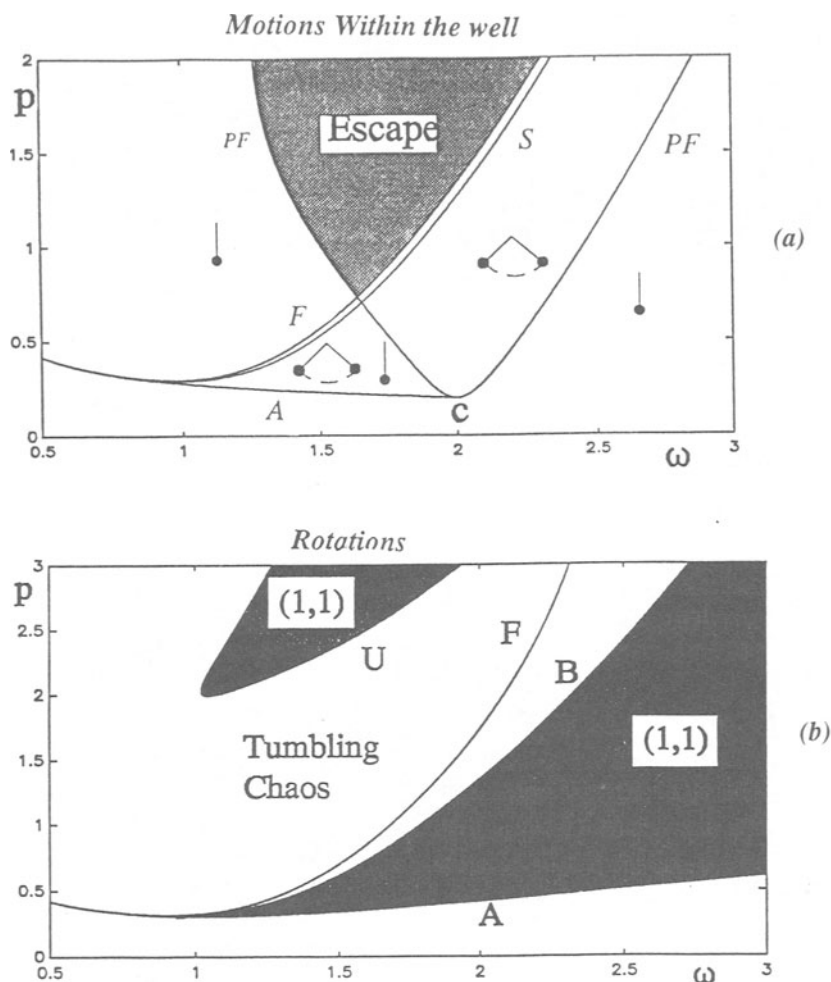 Motions Within the well
p
2
1.5
1
0.5
0
Escape
PF
S
PF
F
A
C
(a)
0.5 1 1.5 2 2.5 3
ω
Rotations
p
3
2.5
2
1.5
1
0.5
0
(1,1)
U
F
B
(1,1)
Tumbling
Chaos
A
(b)
0.5 1 1.5 2 2.5 3
ω